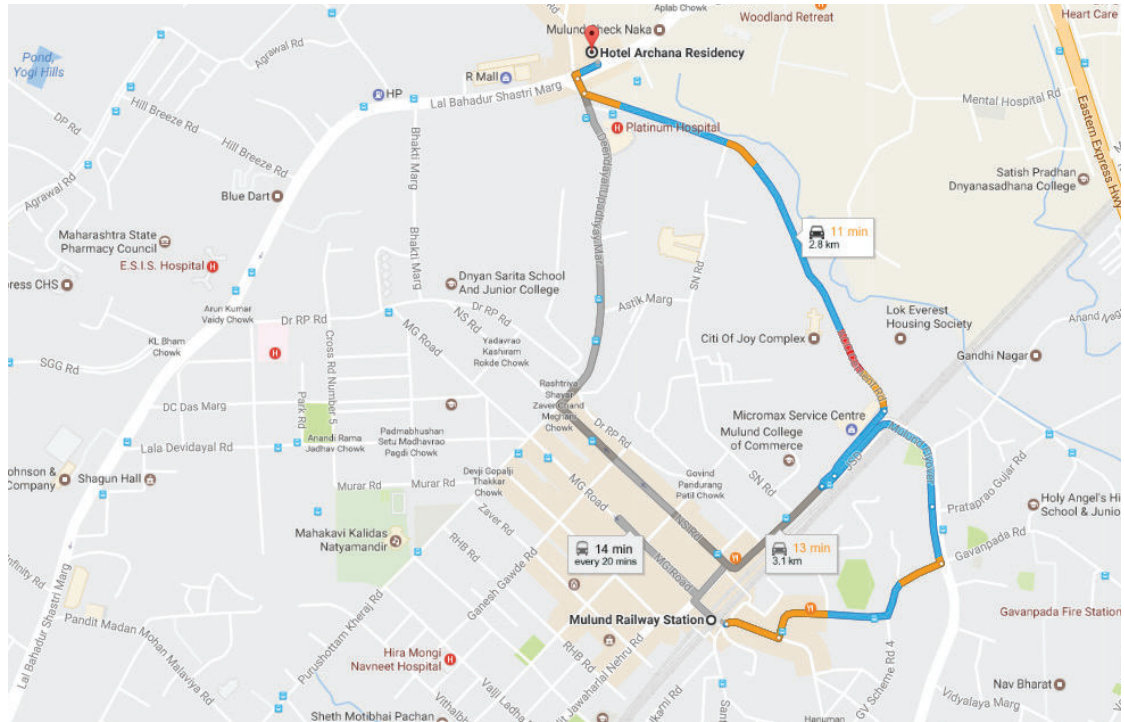 Aplab Chowk
Woodland Retreat
Heart Care
Mulund Check Naka
Hotel Archana Residency
Pond,
Yogi Hills
Agrawal Rd
R Mall
HP
Lal Bahadur Shastri Marg
Mental Hospital Rd
Eastern Express Hwy
DP Rd
Hill Breeze Rd
Hill Breeze Rd
Bhakti Marg
Platinum Hospital
Satish Pradhan
Dnyanasadhana College
Agrawal Rd
Blue Dart
Maharashtra State
Pharmacy Council
E.S.I.S. Hospital
Bhakti Marg
11 min
2.8 km
Dnyan Sarita School
And Junior College
SN Rd
Astik Marg
press CHS
Arun Kumar
Vaidy Chowk
Dr RP Rd
Dr RP Rd
NS Rd
MG Road
Yadavrao
Kashiram
Rokde Chowk
Lok Everest
Housing Society
Citi Of Joy Complex
Anand Nag
Gandhi Nagar
KL Bham
Chowk
SGG Rd
Cross Rd Number 5
Park Rd
Rashtriya
Shayar
Zaverchand
Meghani
Chowk
DC Das Marg
Lala Devidayal Rd
Anandi Rama
Jadhav Chowk
Padmabhushan
Setu Madhavrao
Pagdi Chowk
Dr RP Rd
Micromax Service Centre
Mulund College
of Commerce
Johnson &
Company
Shagun Hall
Murar Rd
Murar Rd
Devji Gopalji
Thakkar
Chowk
MG Road
Govind
Pandurang
Patil Chowk
SN Rd
Prataprao Gujar Rd
Holy Angel's Hi
School & Junior
Mahakavi Kalidas
Natyamandir
Zaver Rd
RHB Rd
NS Rd
14 min
every 20 mins
13 min
3.1 km
Gavanpada Rd
MG Road
Ganesh Gawde Rd
Infinity Rd
Lal Bahadur Shastri Marg
Pandit Madan Mohan Malaviya Rd
Purushottam Kheraj Rd
Mulund Railway Station
Gavanpada Fire Station
Hira Mongi
Navneet Hospital
RHB Rd
Jawaharlal Nehru Rd
GV Scheme Rd 4
Nav Bharat
Vidyalaya Marg
Sheth Motibhai Pachan
Hanuman